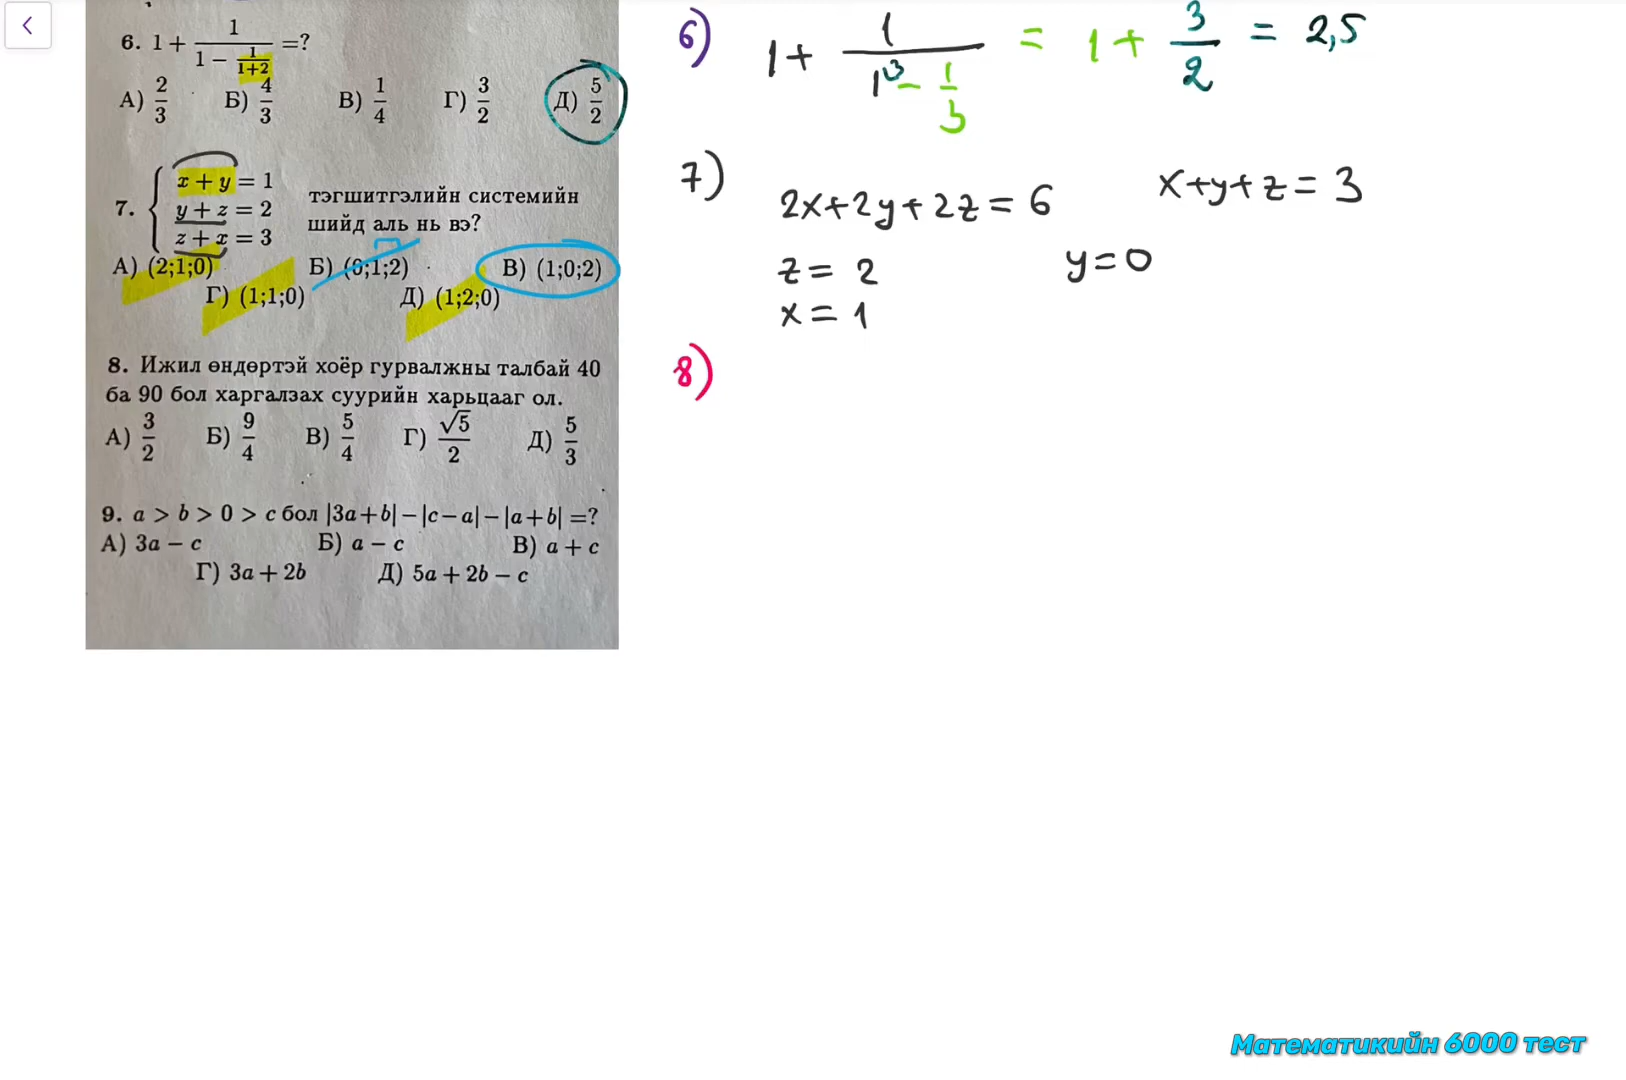 6. 1 + 1/(1 − 1/(1+2)) =?
А) 2/3 Б) 4/3 В) 1/4 Г) 3/2 Д) 5/2
7. { x + y = 1
y + z = 2
z + x = 3
тэгшитгэлийн системийн
шийд аль нь вэ?
А) (2;1;0) Б) (0;1;2) В) (1;0;2)
Г) (1;1;0) Д) (1;2;0)
8. Ижил өндөртэй хоёр гурвалжны талбай 40
ба 90 бол харгалзах суурийн харьцааг ол.
А) 3/2 Б) 9/4 В) 5/4 Г) √5/2 Д) 5/3
9. a > b > 0 > c бол |3a+b|−|c−a|−|a+b| =?
А) 3a − c Б) a − c В) a + c
Г) 3a + 2b Д) 5a + 2b − c
6) 1 + 1/(1³ − 1/3) = 1 + 3/2 = 2,5
7) 2x+2y+2z = 6 x+y+z = 3
z = 2 y=0
x = 1
8)
Математикийн 6000 тест